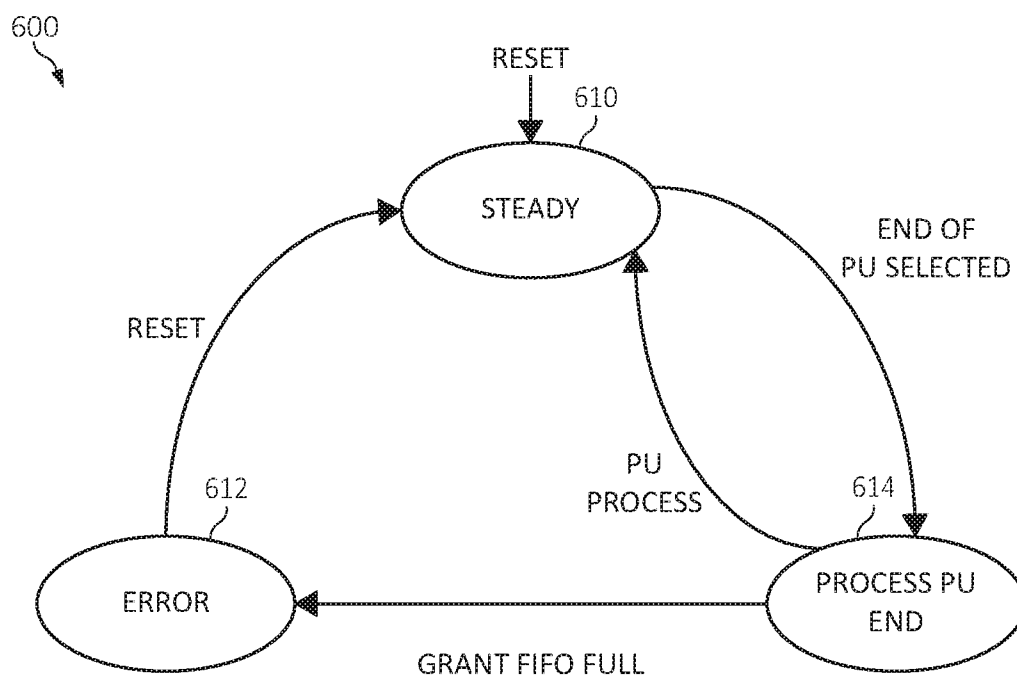 600
RESET
610
STEADY
END OF
PU SELECTED
RESET
PU
PROCESS
612
614
ERROR
PROCESS PU
END
GRANT FIFO FULL